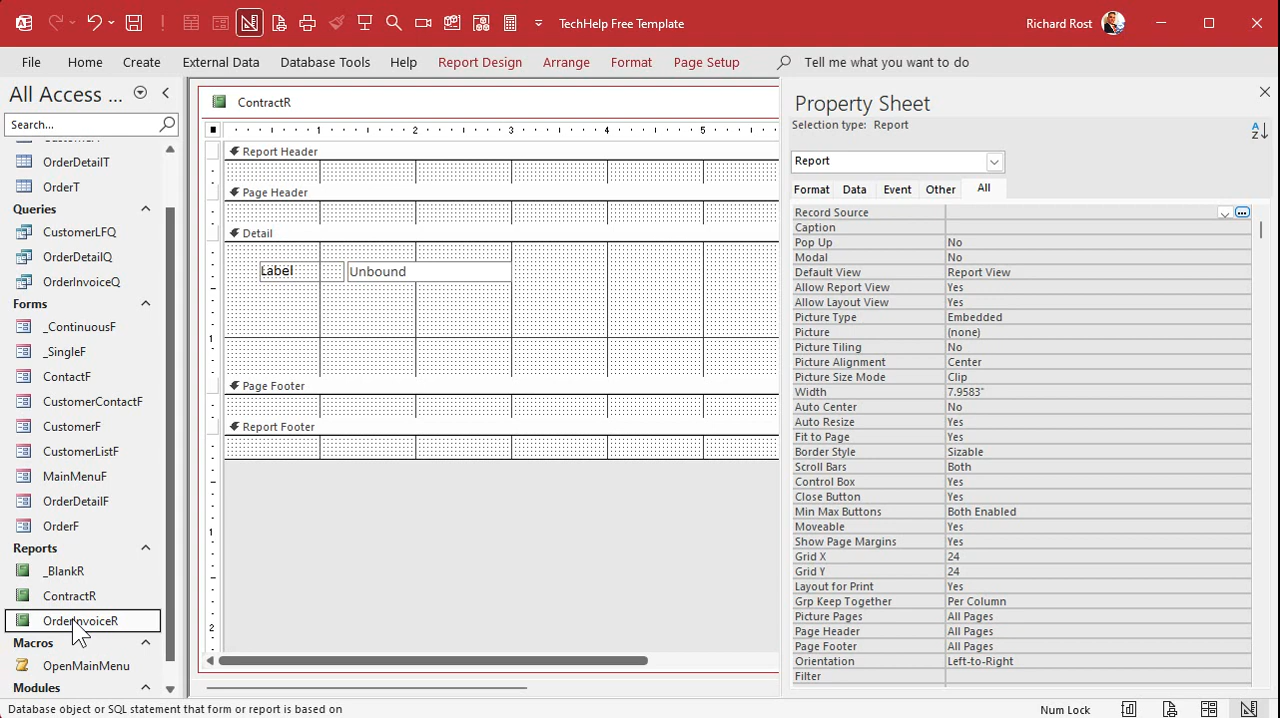 TechHelp Free Template
Richard Rost
File Home Create External Data Database Tools Help Report Design Arrange Format Page Setup Tell me what you want to do
All Access ...
Search...
OrderDetailT
OrderT
Queries
CustomerLFQ
OrderDetailQ
OrderInvoiceQ
Forms
_ContinuousF
_SingleF
ContactF
CustomerContactF
CustomerF
CustomerListF
MainMenuF
OrderDetailF
OrderF
Reports
_BlankR
ContractR
OrderInvoiceR
Macros
OpenMainMenu
Modules
ContractR
1 2 3 4 5
Report Header
Page Header
Detail
Label Unbound
1
Page Footer
Report Footer
1
2
Property Sheet
Selection type: Report
Report
Format Data Event Other All
Record Source
Caption
Pop Up No
Modal No
Default View Report View
Allow Report View Yes
Allow Layout View Yes
Picture Type Embedded
Picture (none)
Picture Tiling No
Picture Alignment Center
Picture Size Mode Clip
Width 7.9583"
Auto Center No
Auto Resize Yes
Fit to Page Yes
Border Style Sizable
Scroll Bars Both
Control Box Yes
Close Button Yes
Min Max Buttons Both Enabled
Moveable Yes
Show Page Margins Yes
Grid X 24
Grid Y 24
Layout for Print Yes
Grp Keep Together Per Column
Picture Pages All Pages
Page Header All Pages
Page Footer All Pages
Orientation Left-to-Right
Filter
Database object or SQL statement that form or report is based on
Num Lock